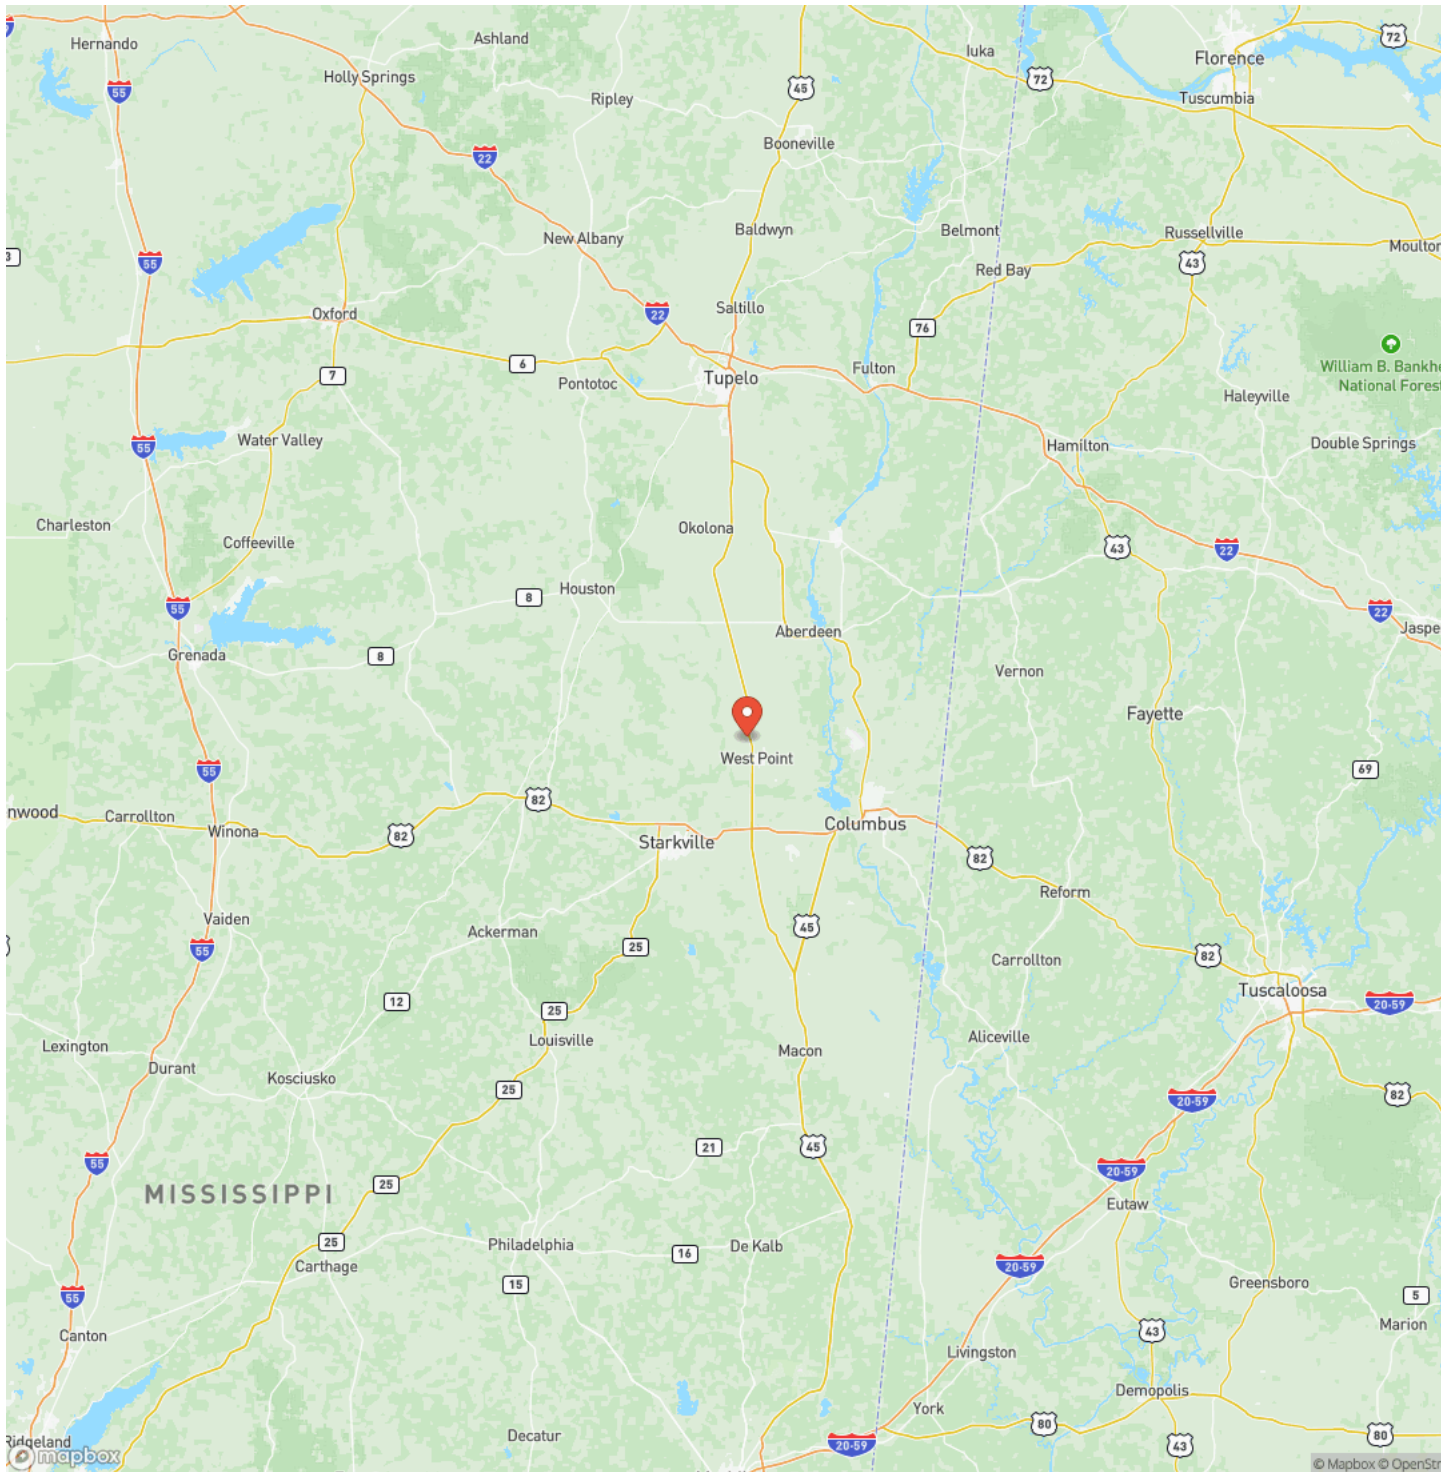 Hernando
Ashland
Iuka
72
Florence
72
55
Holly Springs
45
Ripley
Tuscumbia
Booneville
22
New Albany
Baldwyn
Belmont
Russellville
Moulton
3
55
Red Bay
43
Oxford
22
Saltillo
76
William B. Bankhe
National Forest
7
6
Pontotoc
Tupelo
Fulton
Haleyville
55
Water Valley
Hamilton
Double Springs
Charleston
Coffeeville
Okolona
43
22
55
8
Houston
Aberdeen
22
Jaspe
Grenada
8
Vernon
Fayette
West Point
55
69
nwood
Carrollton
Winona
82
82
Starkville
Columbus
82
Reform
Vaiden
55
Ackerman
25
45
Carrollton
82
Tuscaloosa
20-59
12
25
Louisville
Macon
Aliceville
Lexington
Durant
Kosciusko
25
20-59
82
55
21
45
20-59
MISSISSIPPI
25
Eutaw
25
Carthage
Philadelphia
16
De Kalb
20-59
15
Greensboro
5
55
Canton
43
Marion
Livingston
Demopolis
York
80
80
43
Ridgeland
Decatur
20-59
mapbox
© Mapbox © OpenStr